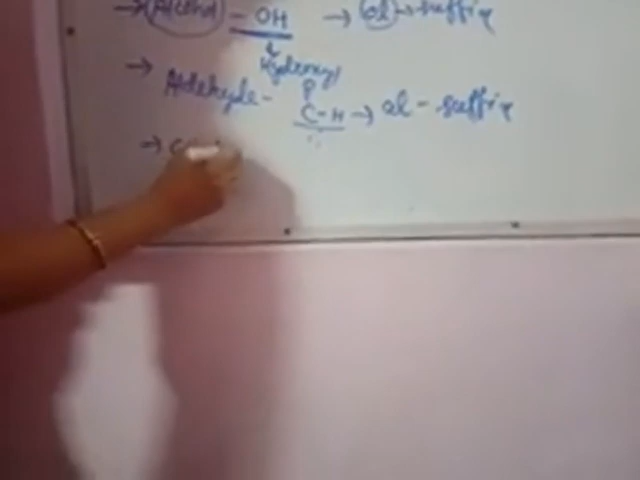 → Alcohol - OH → ol → suffix
Hydroxyl
→ Aldehyde - C-H → al - suffix
→ C